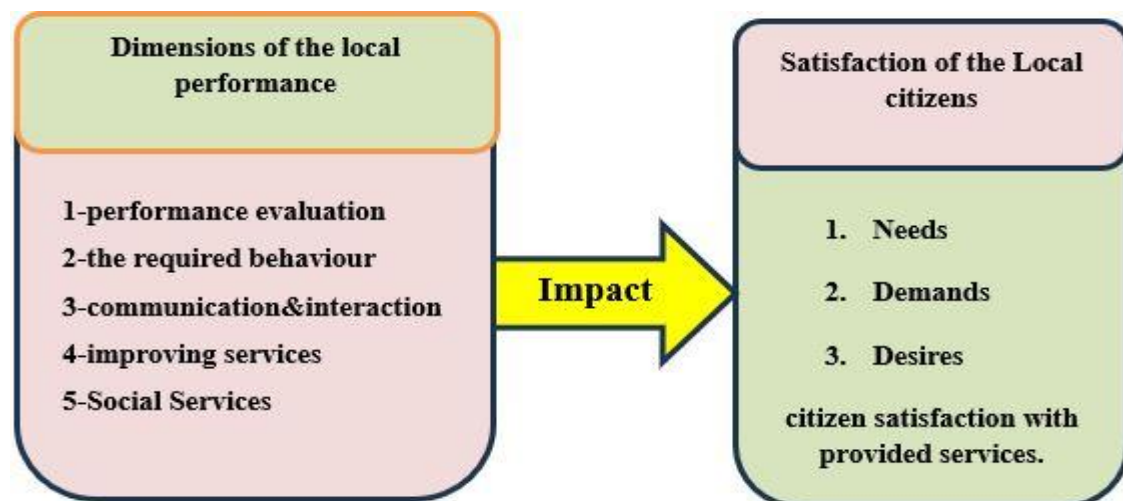 Dimensions of the local
performance
1-performance evaluation
2-the required behaviour
3-communication&interaction
4-improving services
5-Social Services
Impact
Satisfaction of the Local
citizens
1. Needs
2. Demands
3. Desires
citizen satisfaction with
provided services.